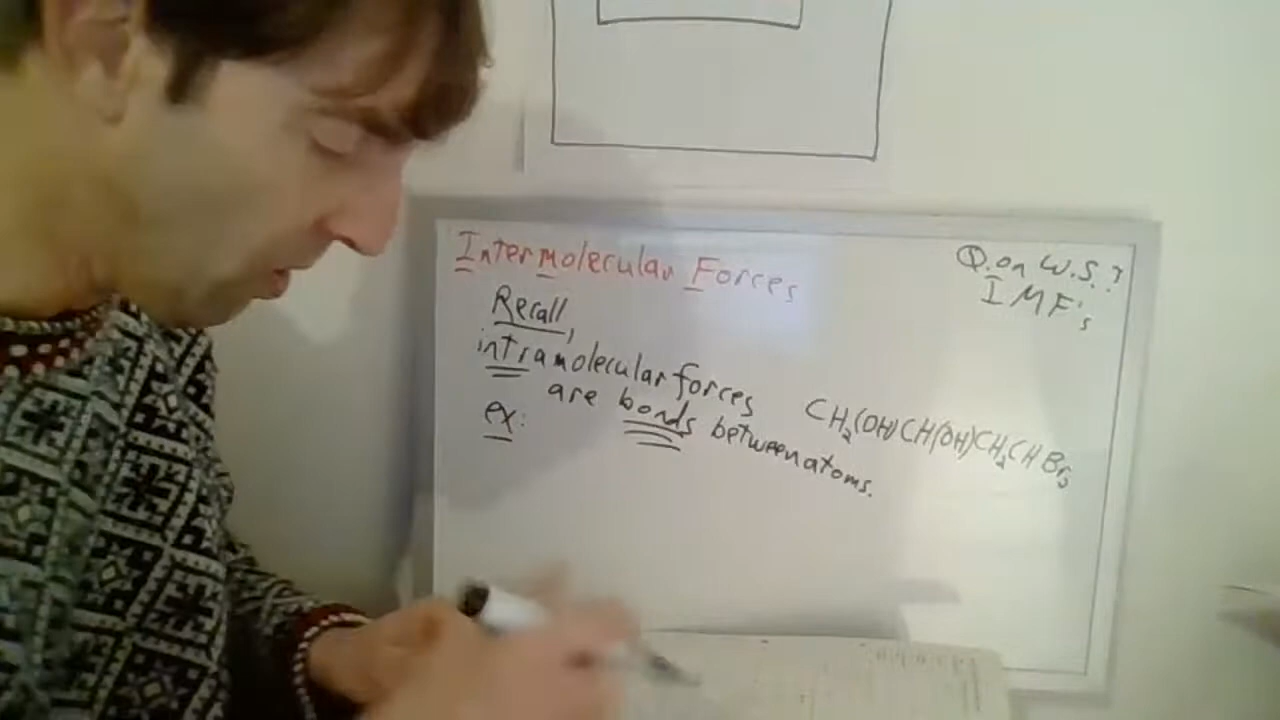 Intermolecular Forces
Q. on W.S.?
IMF's
Recall,
intramolecular forces
are bonds between atoms.
ex:
CH₂(OH)CH(OH)CH₂CHBr₃